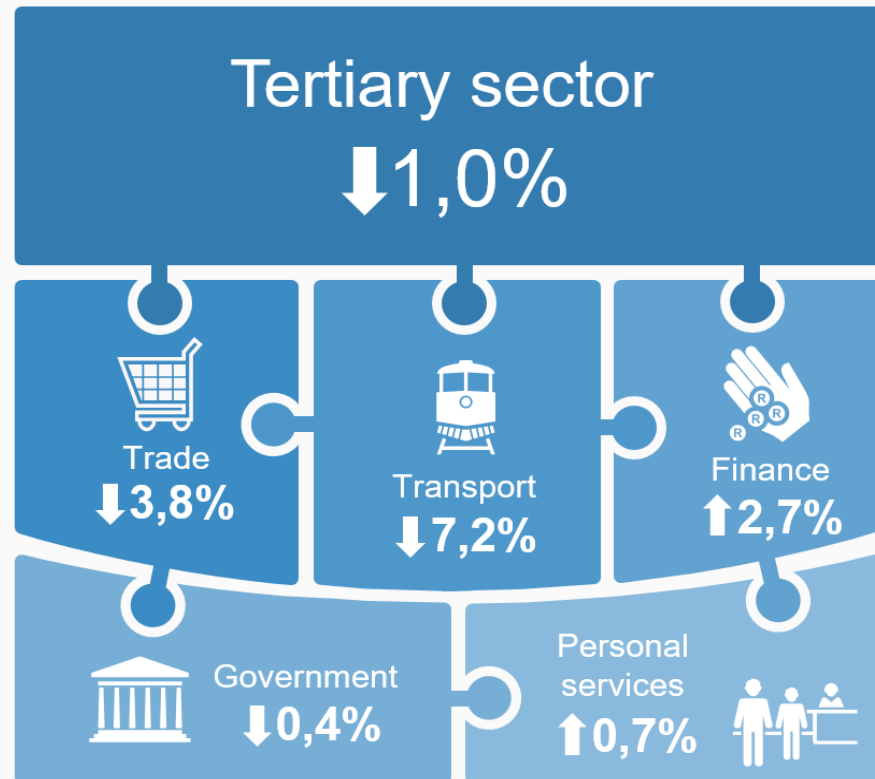 Tertiary sector
⬇1,0%
Trade
⬇3,8%
Transport
⬇7,2%
R
R
R
R
Finance
⬆2,7%
Government
⬇0,4%
Personal
services
⬆0,7%